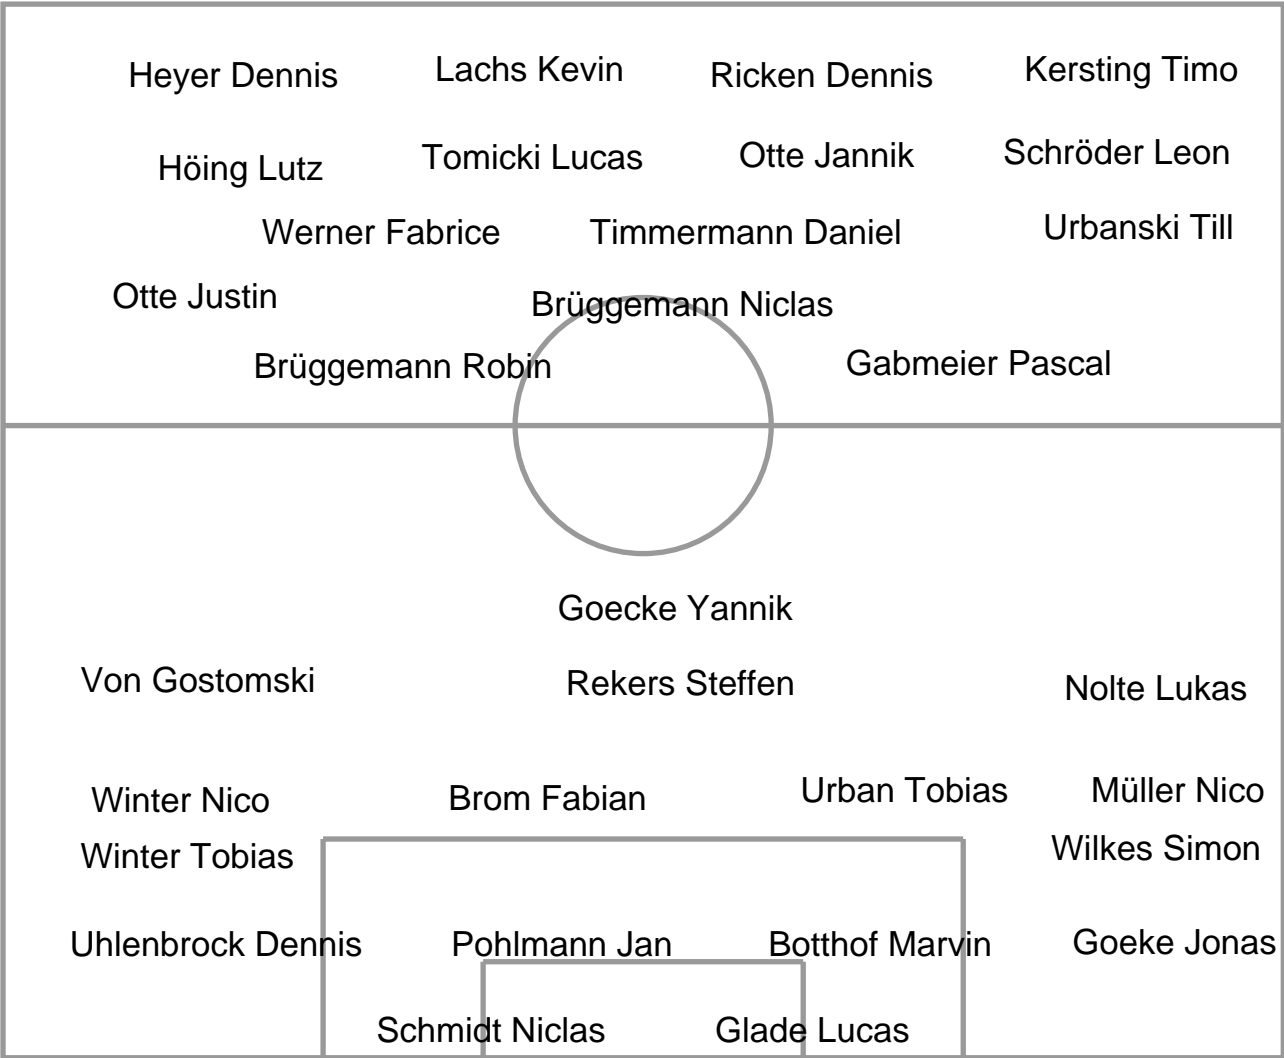 Heyer Dennis
Lachs Kevin
Ricken Dennis
Kersting Timo
Höing Lutz
Tomicki Lucas
Otte Jannik
Schröder Leon
Werner Fabrice
Timmermann Daniel
Urbanski Till
Otte Justin
Brüggemann Niclas
Brüggemann Robin
Gabmeier Pascal
Goecke Yannik
Von Gostomski
Rekers Steffen
Nolte Lukas
Winter Nico
Brom Fabian
Urban Tobias
Müller Nico
Winter Tobias
Wilkes Simon
Uhlenbrock Dennis
Pohlmann Jan
Botthof Marvin
Goeke Jonas
Schmidt Niclas
Glade Lucas